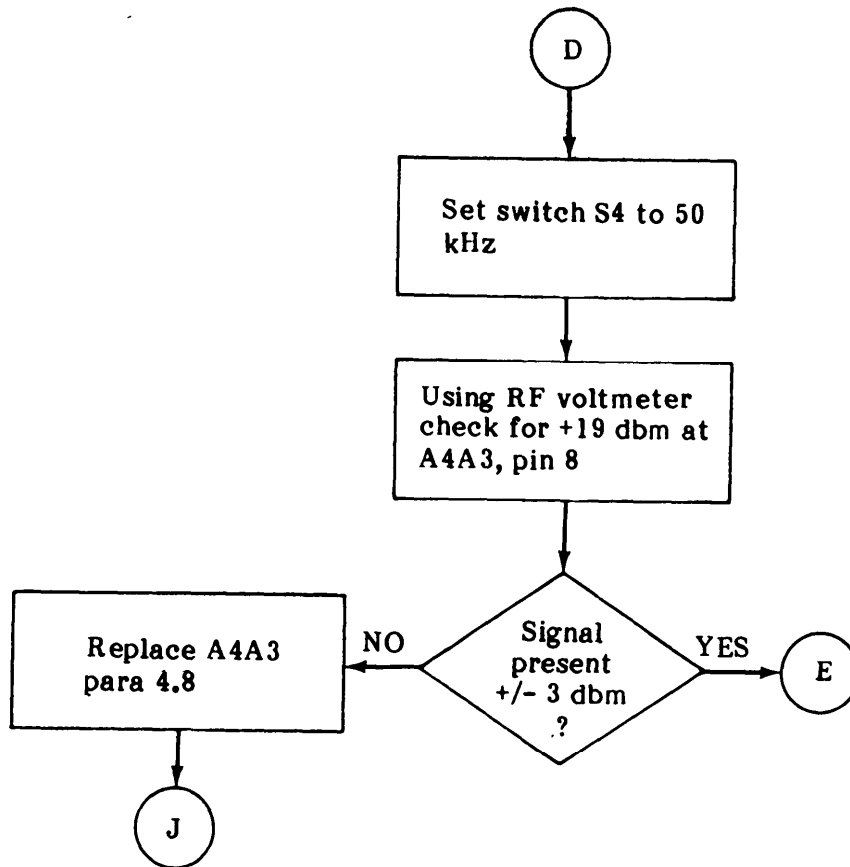 D
Set switch S4 to 50
kHz
Using RF voltmeter
check for +19 dbm at
A4A3, pin 8
Signal
present
+/- 3 dbm
?
NO
YES
Replace A4A3
para 4.8
E
J